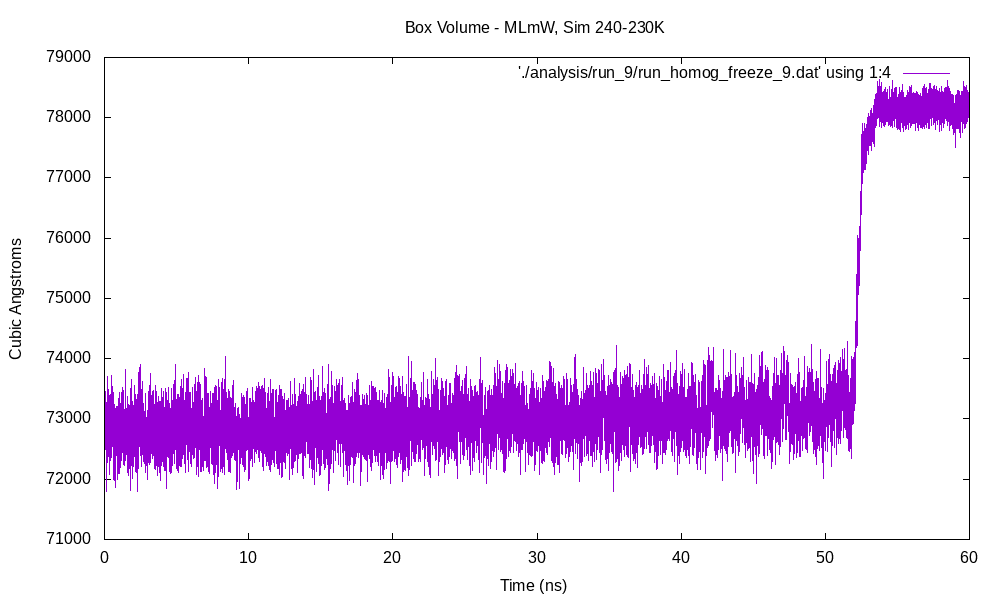 Box Volume - MLmW, Sim 240-230K
79000
'./analysis/run_9/run_homog_freeze_9.dat' using 1:4
78000
77000
76000
75000
74000
73000
72000
71000
Cubic Angstroms
0 10 20 30 40 50 60
Time (ns)